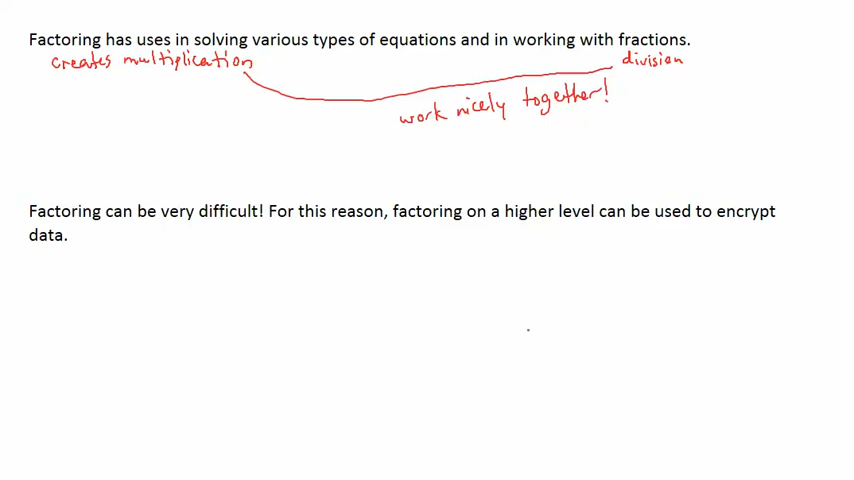 Factoring has uses in solving various types of equations and in working with fractions.
creates multiplication division
work nicely together!
Factoring can be very difficult! For this reason, factoring on a higher level can be used to encrypt
data.